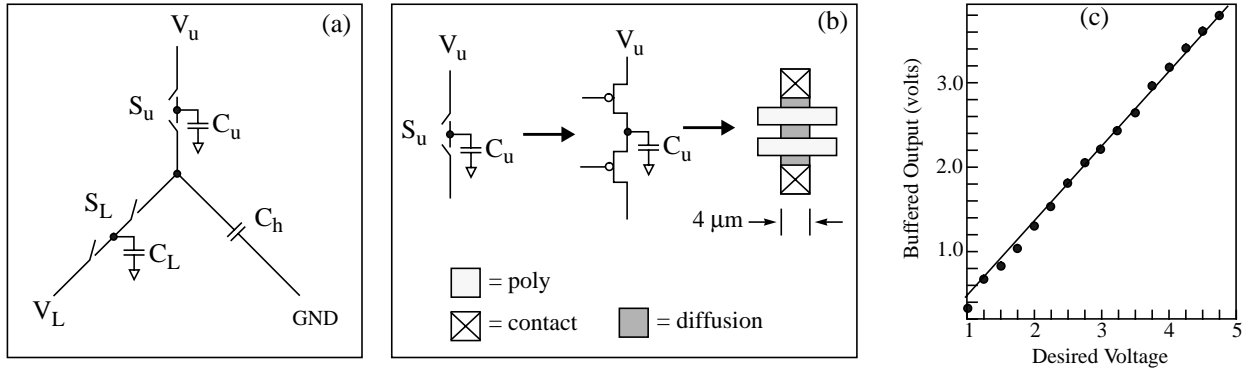 (a)
V_u
S_u
C_u
S_L
C_h
C_L
V_L
GND
(b)
V_u
V_u
S_u
C_u
C_u
4 μm
= poly
= contact
= diffusion
(c)
Buffered Output (volts)
3.0
2.0
1.0
1 2 3 4 5
Desired Voltage